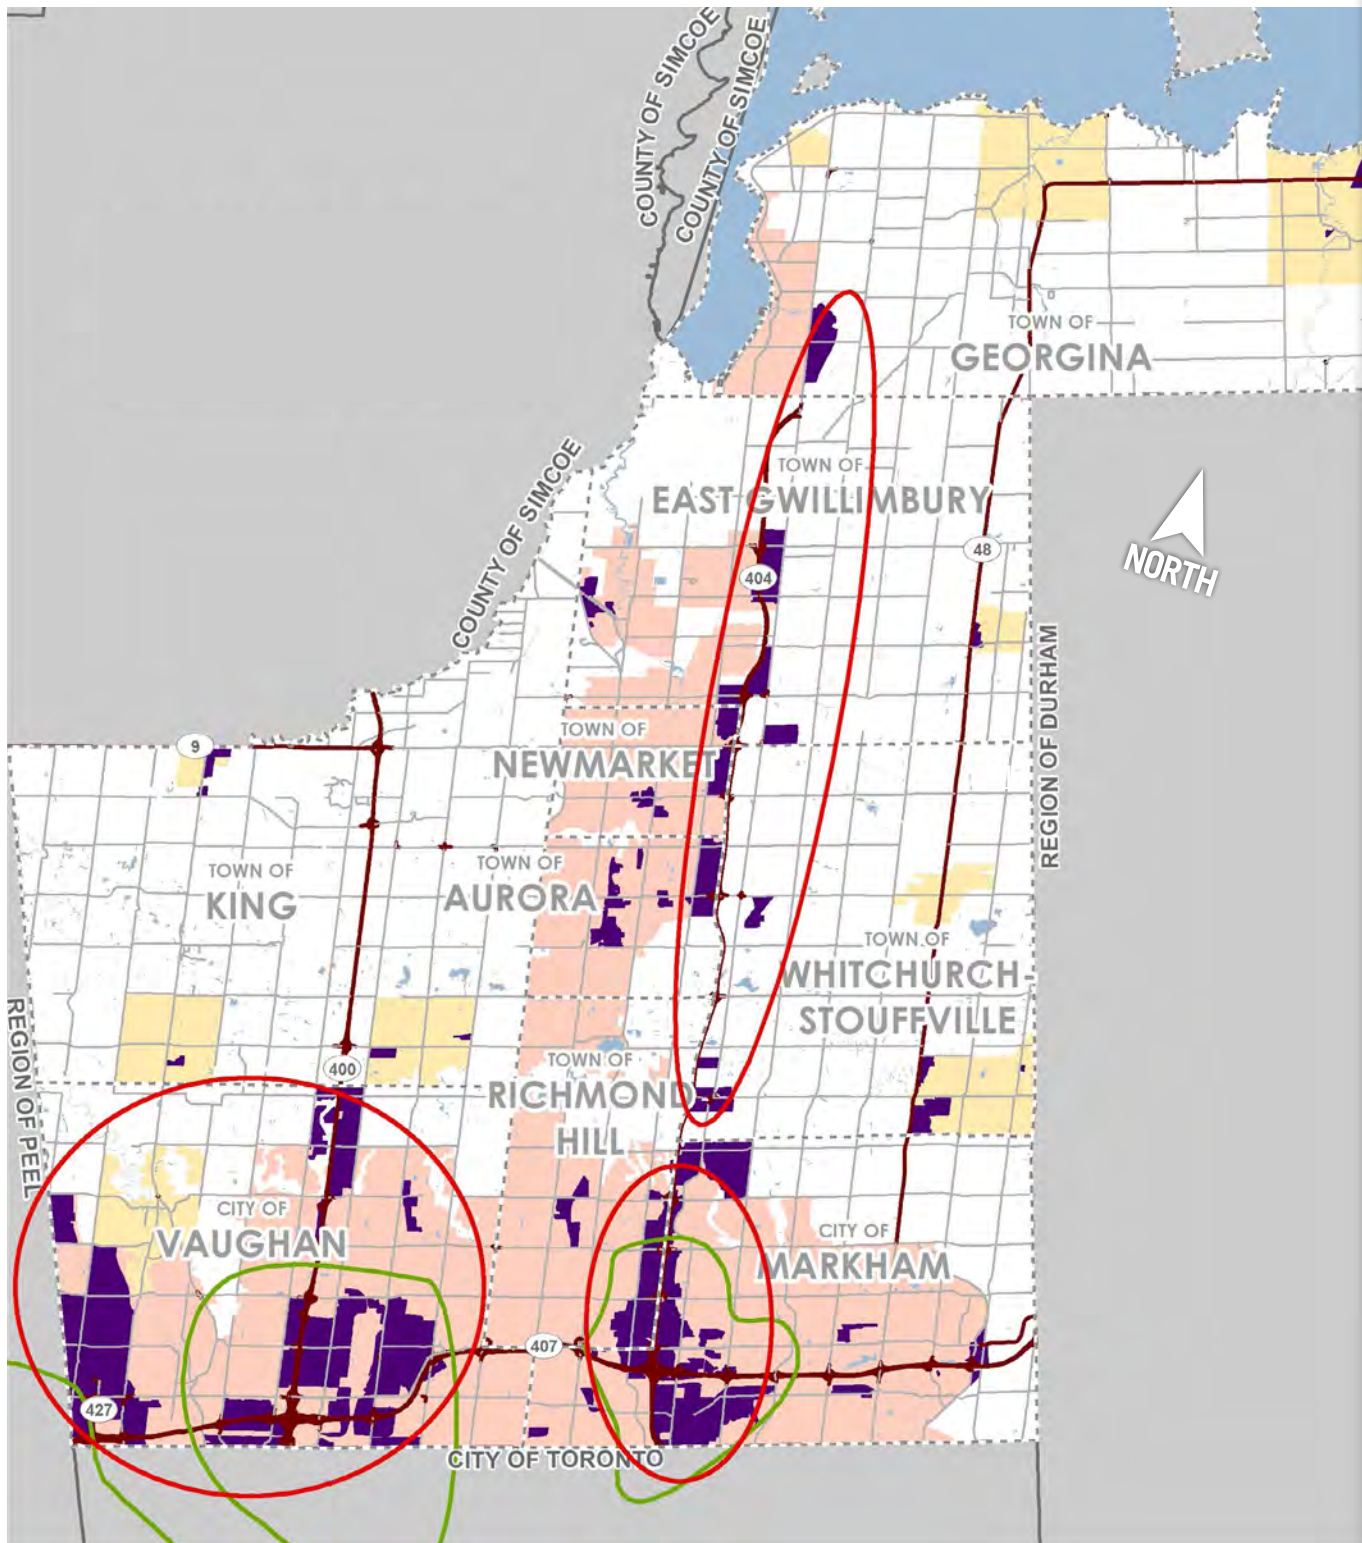 COUNTY OF SIMCOE
COUNTY OF SIMCOE
TOWN OF
GEORGINA
COUNTY OF SIMCOE
TOWN OF
EAST GWILLIMBURY
NORTH
48
404
REGION OF DURHAM
9
TOWN OF
NEWMARKET
TOWN OF
KING
TOWN OF
AURORA
TOWN OF
WHITCHURCH-
STOUFFVILLE
REGION OF PEEL
400
TOWN OF
RICHMOND
HILL
CITY OF
VAUGHAN
CITY OF
MARKHAM
407
427
CITY OF TORONTO